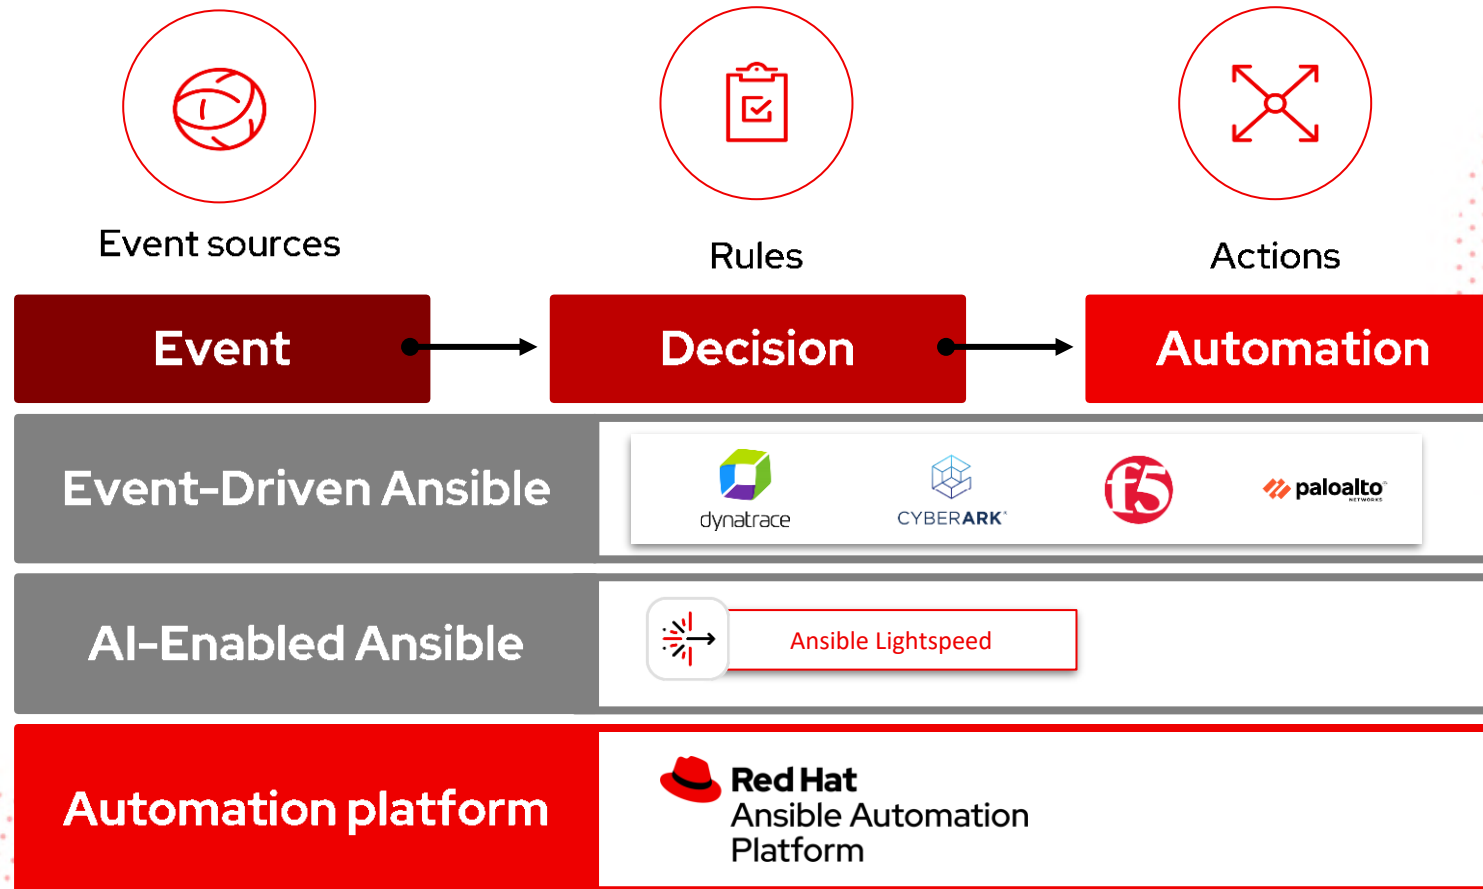 Event sources
Rules
Actions
Event
Decision
Automation
Event-Driven Ansible
dynatrace
CYBERARK®
f5
paloalto®
NETWORKS
AI-Enabled Ansible
Ansible Lightspeed
Automation platform
Red Hat
Ansible Automation
Platform